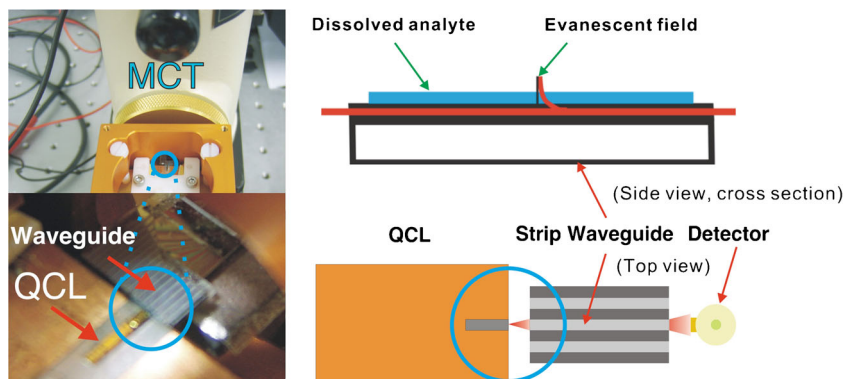 MCT
Waveguide
QCL
Dissolved analyte
Evanescent field
(Side view, cross section)
QCL
Strip Waveguide
Detector
(Top view)